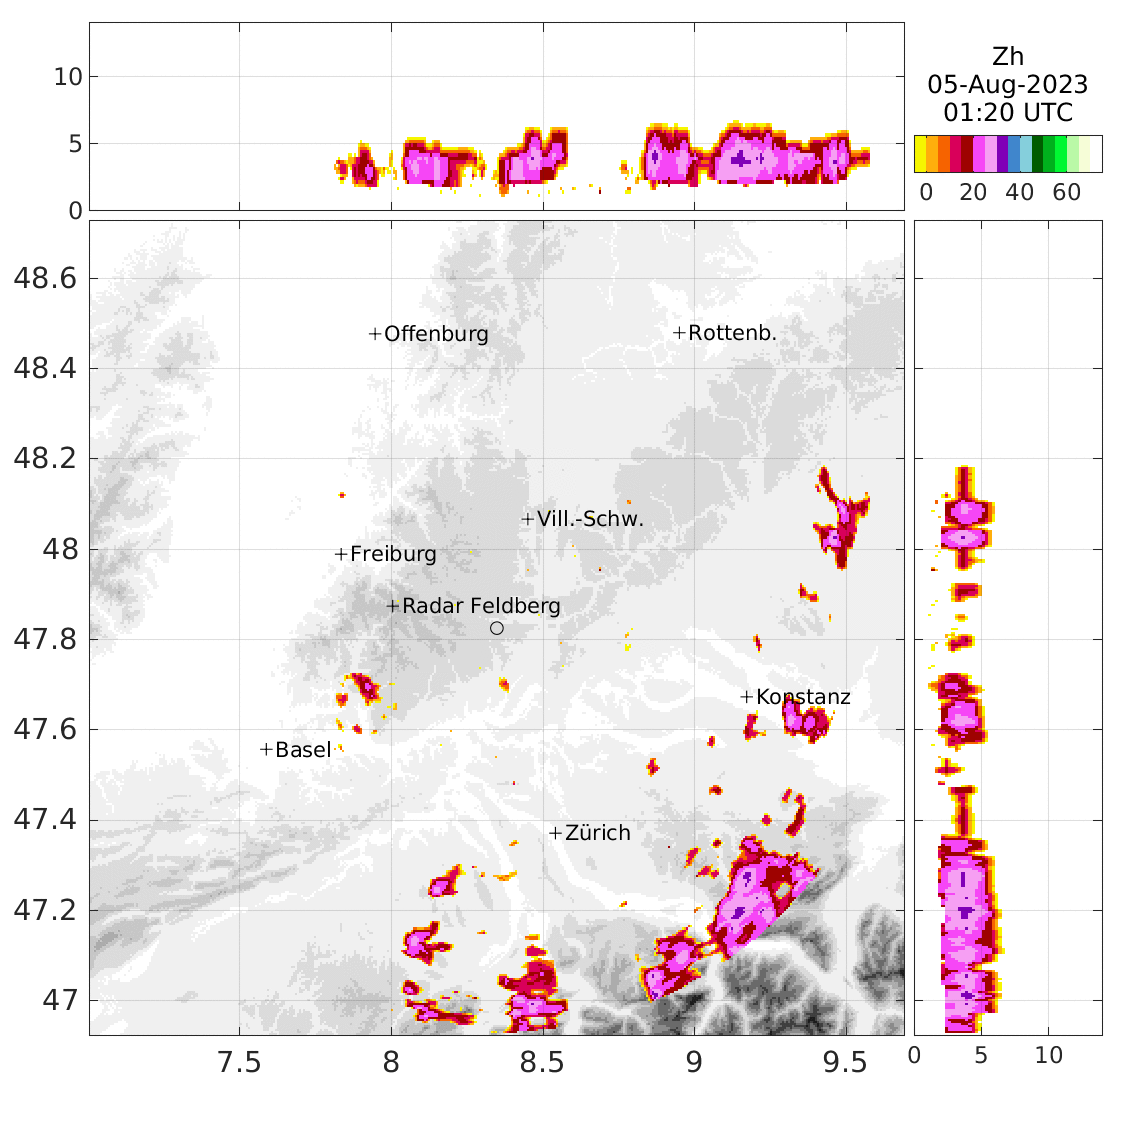 10
5
0
Zh
05-Aug-2023
01:20 UTC
0 20 40 60
48.6
48.4
48.2
48
47.8
47.6
47.4
47.2
47
+Offenburg
+Rottenb.
+Vill.-Schw.
+Freiburg
+Radar Feldberg
+Konstanz
+Basel
+Zürich
7.5 8 8.5 9 9.5
0 5 10